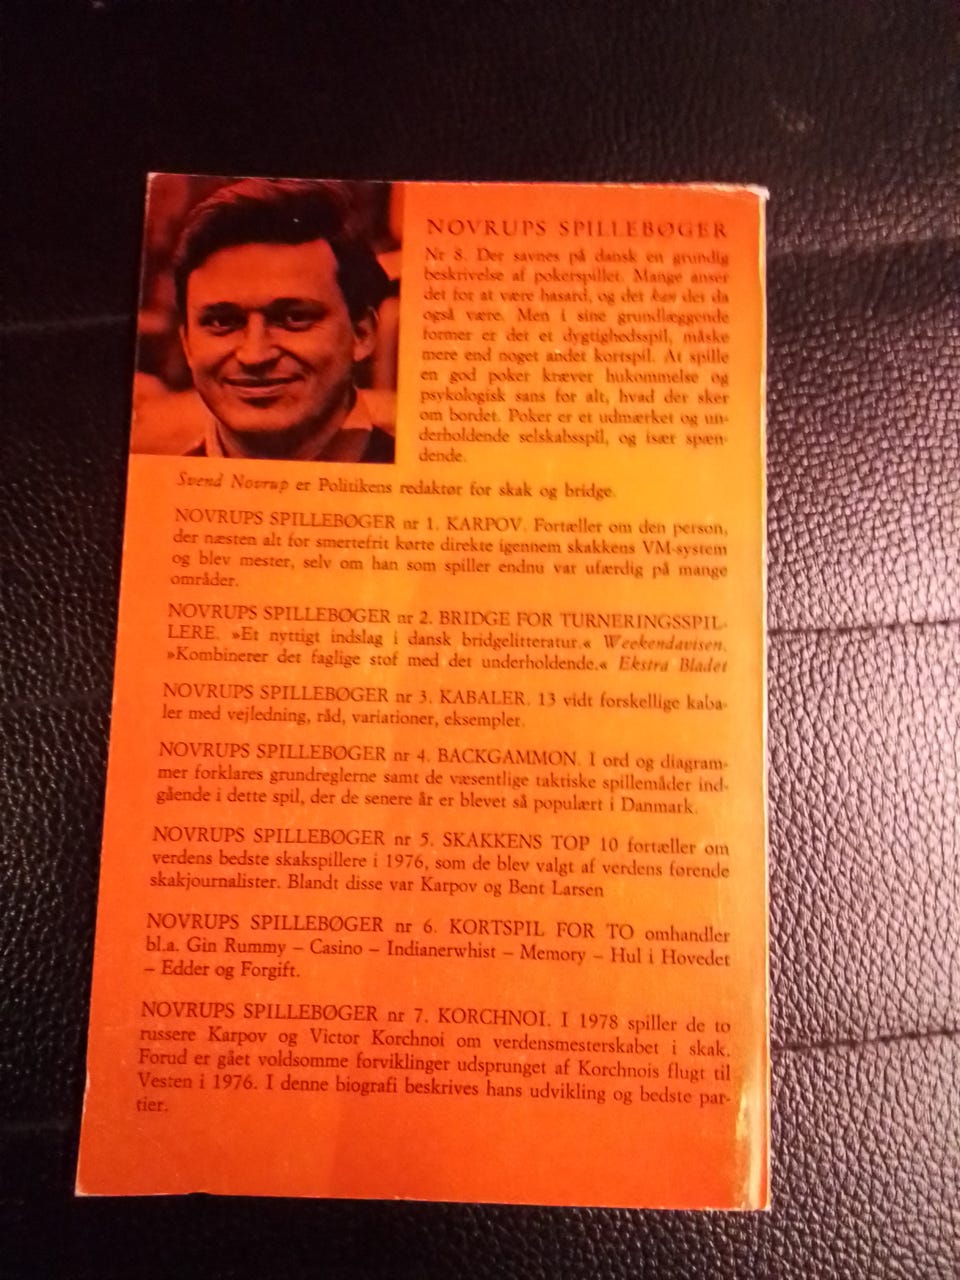 NOVRUPS SPILLEBØGER
Nr 8. Der savnes på dansk en grundig
beskrivelse af pokerspillet. Mange anser
det for at være hasard, og det kan det da
også være. Men i sine grundlæggende
former er det et dygtighedsspil, måske
mere end noget andet kortspil. At spille
en god poker kræver hukommelse og
psykologisk sans for alt, hvad der sker
om bordet. Poker er et udmærket og un-
derholdende selskabsspil, og især spæn-
dende.
Svend Novrup er Politikens redaktør for skak og bridge.
NOVRUPS SPILLEBØGER nr 1. KARPOV. Fortæller om den person,
der næsten alt for smertefrit kørte direkte igennem skakkens VM-system
og blev mester, selv om han som spiller endnu var ufærdig på mange
områder.
NOVRUPS SPILLEBØGER nr 2. BRIDGE FOR TURNERINGSSPIL-
LERE. »Et nyttigt indslag i dansk bridgelitteratur.« Weekendavisen.
»Kombinerer det faglige stof med det underholdende.« Ekstra Bladet
NOVRUPS SPILLEBØGER nr 3. KABALER. 13 vidt forskellige kaba-
ler med vejledning, råd, variationer, eksempler.
NOVRUPS SPILLEBØGER nr 4. BACKGAMMON. I ord og diagram-
mer forklares grundreglerne samt de væsentlige taktiske spillemåder ind-
gående i dette spil, der de senere år er blevet så populært i Danmark.
NOVRUPS SPILLEBØGER nr 5. SKAKKENS TOP 10 fortæller om
verdens bedste skakspillere i 1976, som de blev valgt af verdens førende
skakjournalister. Blandt disse var Karpov og Bent Larsen
NOVRUPS SPILLEBØGER nr 6. KORTSPIL FOR TO omhandler
bl.a. Gin Rummy – Casino – Indianerwhist – Memory – Hul i Hovedet
– Edder og Forgift.
NOVRUPS SPILLEBØGER nr 7. KORCHNOI. I 1978 spiller de to
russere Karpov og Victor Korchnoi om verdensmesterskabet i skak.
Forud er gået voldsomme forviklinger udsprunget af Korchnois flugt til
Vesten i 1976. I denne biografi beskrives hans udvikling og bedste par-
tier.